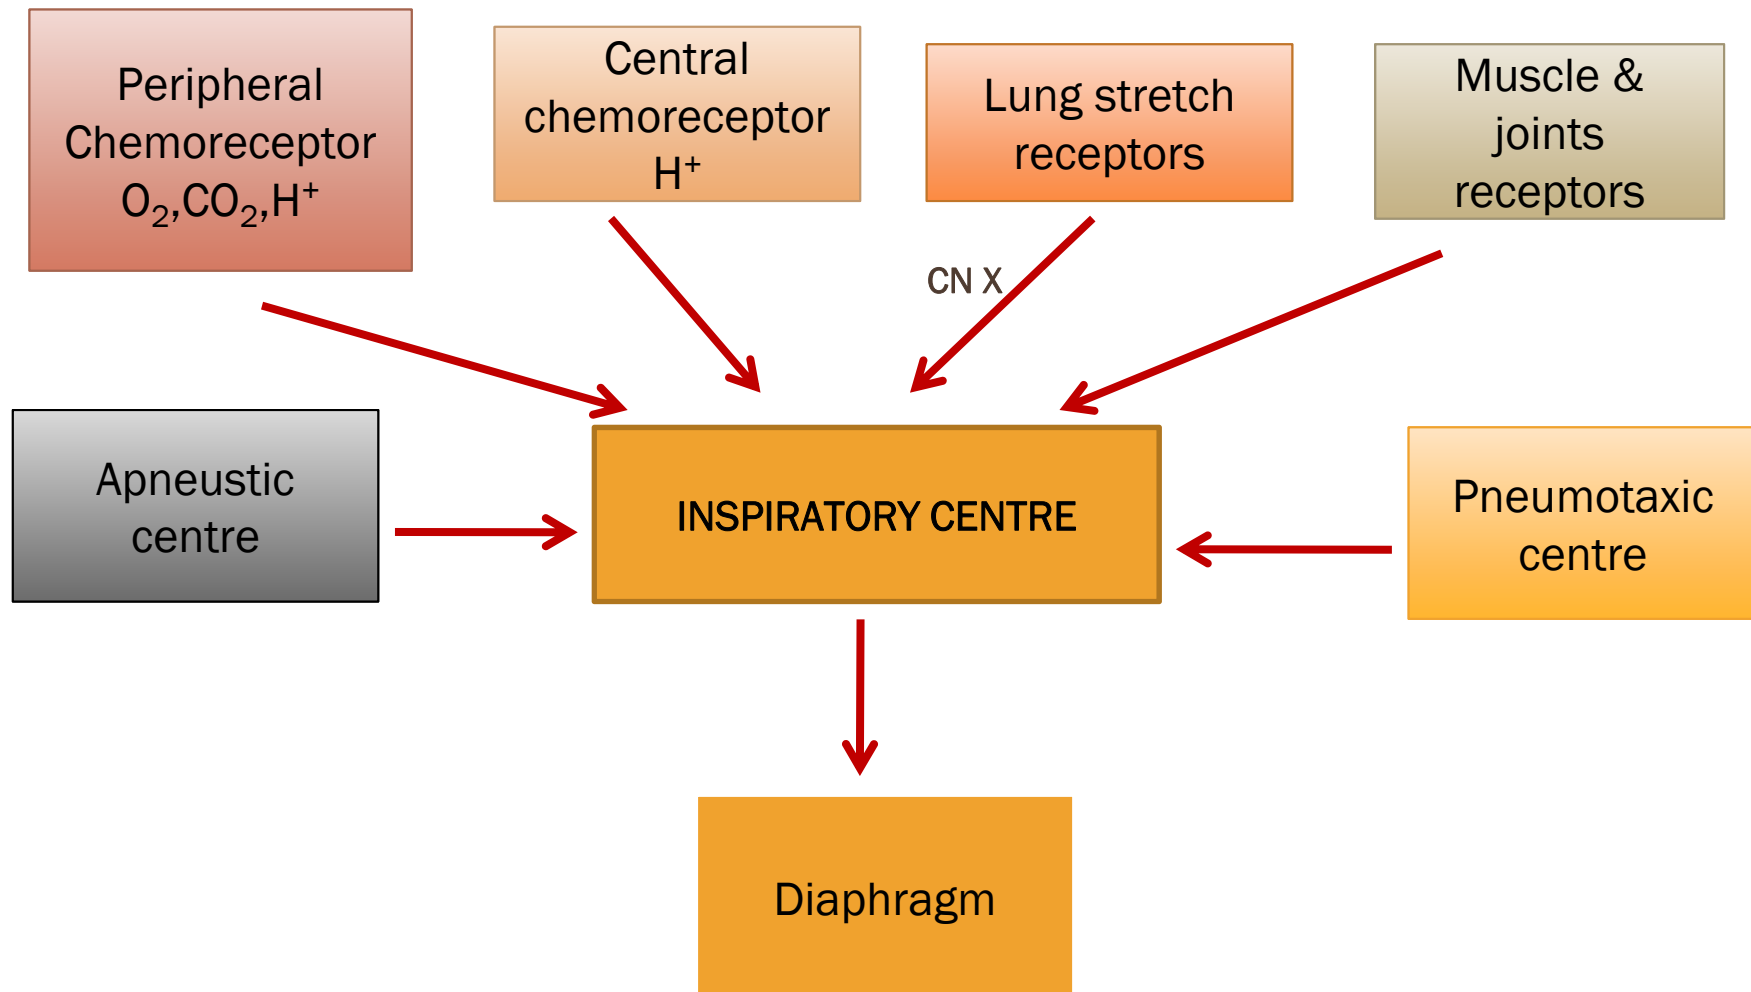 Peripheral
Chemoreceptor
O₂,CO₂,H⁺
Central
chemoreceptor
H⁺
Lung stretch
receptors
Muscle &
joints
receptors
CN X
Apneustic
centre
INSPIRATORY CENTRE
Pneumotaxic
centre
Diaphragm